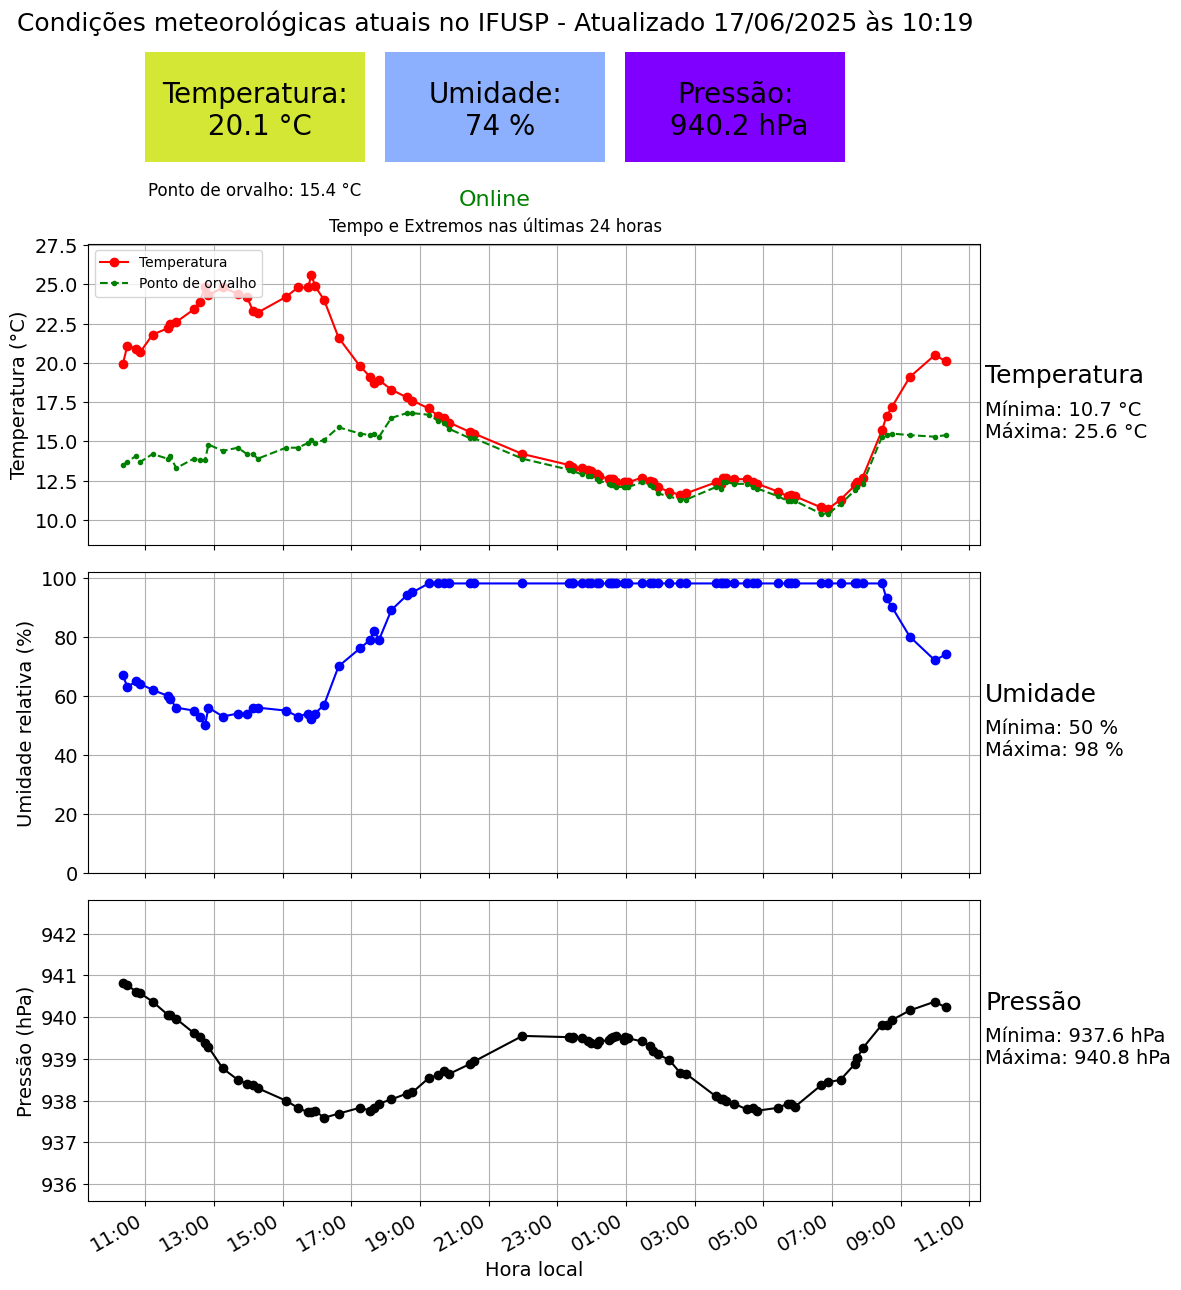 Condições meteorológicas atuais no IFUSP - Atualizado 17/06/2025 às 10:19
Temperatura:
20.1 °C
Umidade:
74 %
Pressão:
940.2 hPa
Ponto de orvalho: 15.4 °C
Online
Tempo e Extremos nas últimas 24 horas
Temperatura (°C)
27.5
25.0
22.5
20.0
17.5
15.0
12.5
10.0
Temperatura
Ponto de orvalho
Temperatura
Mínima: 10.7 °C
Máxima: 25.6 °C
Umidade relativa (%)
100
80
60
40
20
0
Umidade
Mínima: 50 %
Máxima: 98 %
Pressão (hPa)
942
941
940
939
938
937
936
Pressão
Mínima: 937.6 hPa
Máxima: 940.8 hPa
11:00
13:00
15:00
17:00
19:00
21:00
23:00
01:00
03:00
05:00
07:00
09:00
11:00
Hora local